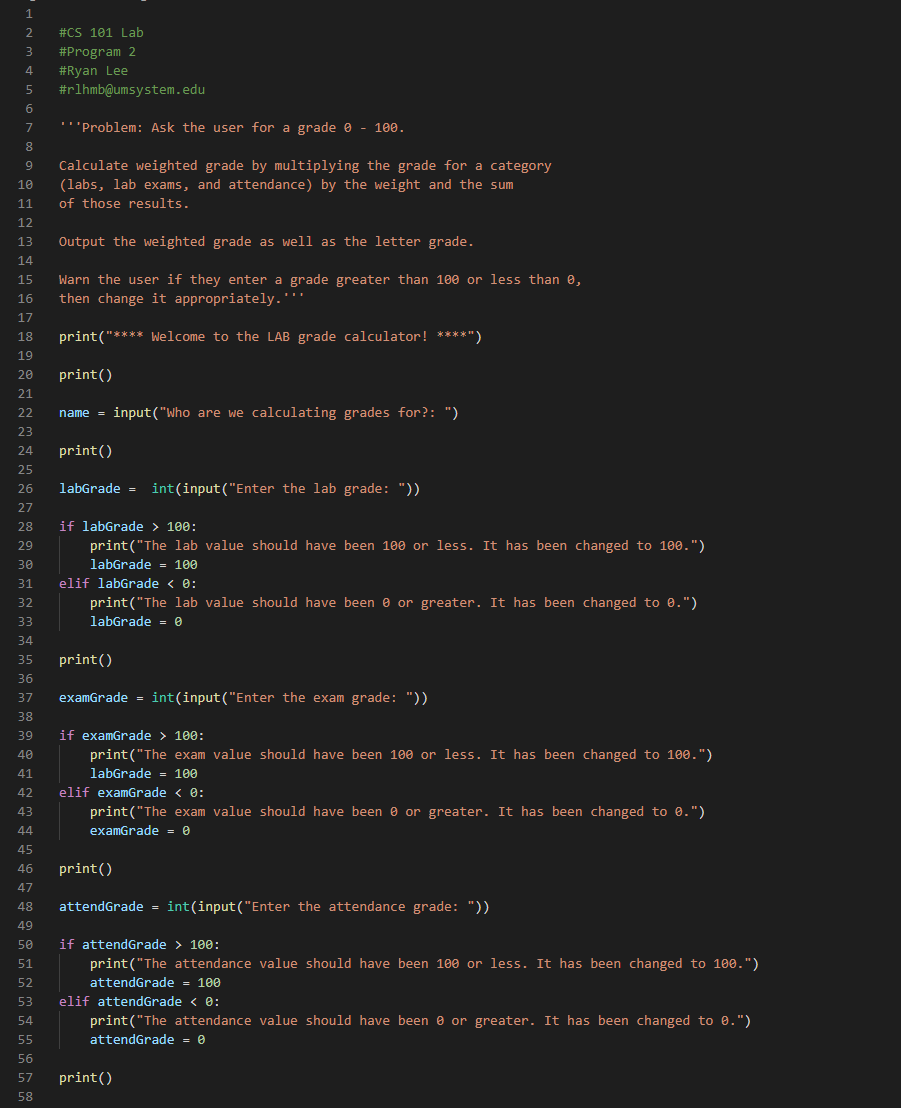 1
2 #CS 101 Lab
3 #Program 2
4 #Ryan Lee
5 #rlhmb@umsystem.edu
6
7 '''Problem: Ask the user for a grade 0 - 100.
8
9 Calculate weighted grade by multiplying the grade for a category
10 (labs, lab exams, and attendance) by the weight and the sum
11 of those results.
12
13 Output the weighted grade as well as the letter grade.
14
15 Warn the user if they enter a grade greater than 100 or less than 0,
16 then change it appropriately.'''
17
18 print("**** Welcome to the LAB grade calculator! ****")
19
20 print()
21
22 name = input("Who are we calculating grades for?: ")
23
24 print()
25
26 labGrade =  int(input("Enter the lab grade: "))
27
28 if labGrade > 100:
29     print("The lab value should have been 100 or less. It has been changed to 100.")
30     labGrade = 100
31 elif labGrade < 0:
32     print("The lab value should have been 0 or greater. It has been changed to 0.")
33     labGrade = 0
34
35 print()
36
37 examGrade = int(input("Enter the exam grade: "))
38
39 if examGrade > 100:
40     print("The exam value should have been 100 or less. It has been changed to 100.")
41     labGrade = 100
42 elif examGrade < 0:
43     print("The exam value should have been 0 or greater. It has been changed to 0.")
44     examGrade = 0
45
46 print()
47
48 attendGrade = int(input("Enter the attendance grade: "))
49
50 if attendGrade > 100:
51     print("The attendance value should have been 100 or less. It has been changed to 100.")
52     attendGrade = 100
53 elif attendGrade < 0:
54     print("The attendance value should have been 0 or greater. It has been changed to 0.")
55     attendGrade = 0
56
57 print()
58